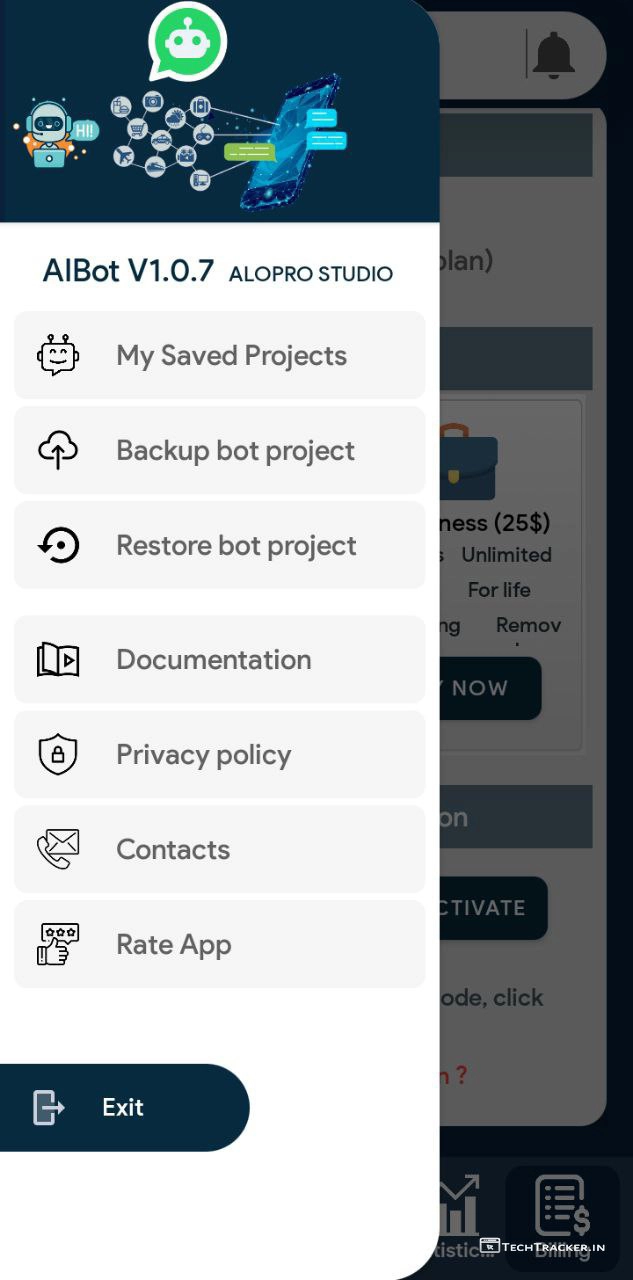 HI!
AIBot V1.0.7 ALOPRO STUDIO
My Saved Projects
Backup bot project
Restore bot project
Documentation
Privacy policy
Contacts
Rate App
Exit
plan)
ness (25$)
s Unlimited
For life
ng Remov
Y NOW
on
CTIVATE
ode, click
n ?
tistic...
Billing
TECHTRACKER.IN